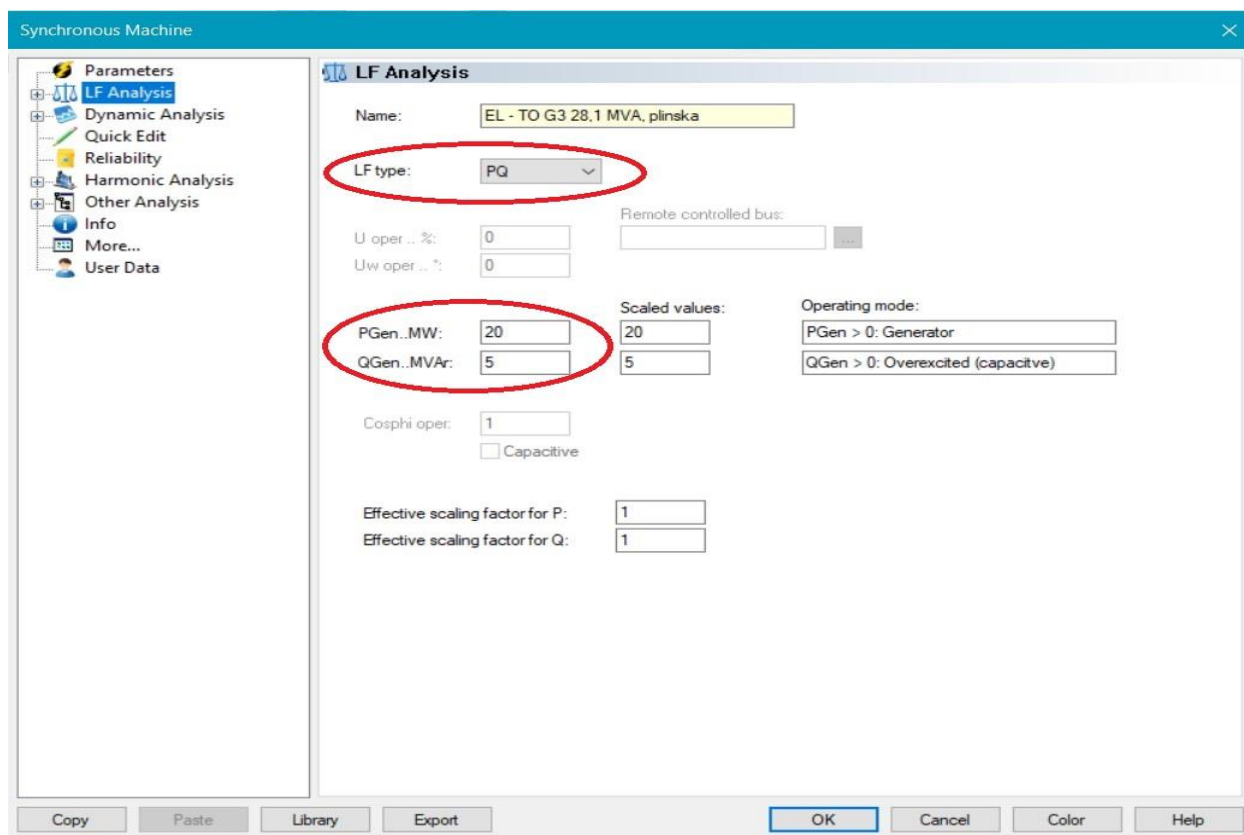 Synchronous Machine
Parameters
LF Analysis
Dynamic Analysis
Quick Edit
Reliability
Harmonic Analysis
Other Analysis
Info
More...
User Data
LF Analysis
Name: EL - TO G3 28,1 MVA, plinska
LF type: PQ
Remote controlled bus:
U oper .. %: 0 ...
Uw oper .. °: 0
Scaled values: Operating mode:
PGen..MW: 20 20 PGen > 0: Generator
QGen..MVAr: 5 5 QGen > 0: Overexcited (capacitve)
Cosphi oper: 1
Capacitive
Effective scaling factor for P: 1
Effective scaling factor for Q: 1
Copy Paste Library Export OK Cancel Color Help